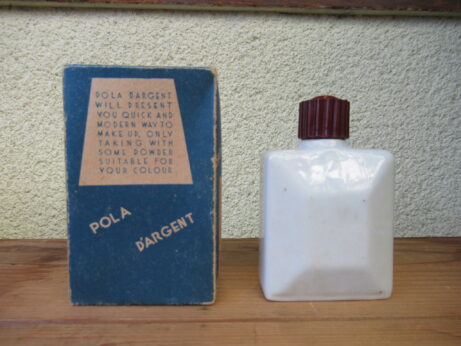 POLA D'ARGENT
WILL PRESENT
YOU QUICK AND
MODERN WAY TO
MAKE UP, ONLY
TAKING WITH
SOME POWDER
SUITABLE FOR
YOUR COLOUR
POLA
D'ARGENT